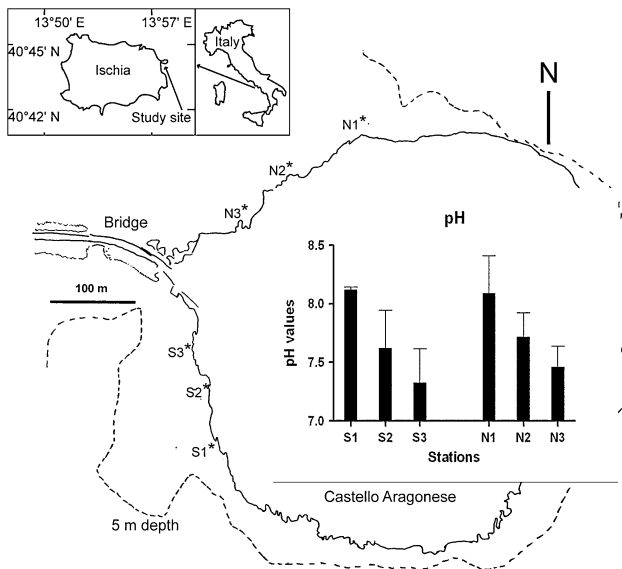 13°50' E
13°57' E
40°45' N
Ischia
40°42' N
Study site
Italy
N
N1*
N2*
N3*
Bridge
100 m
S3*
S2*
S1*
5 m depth
Castello Aragonese
pH
8.5
8.0
7.5
7.0
pH values
S1
S2
S3
N1
N2
N3
Stations